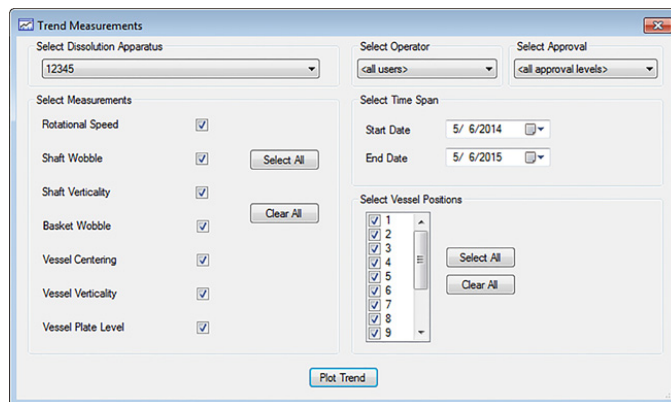 Trend Measurements
Select Dissolution Apparatus
12345
Select Operator
<all users>
Select Approval
<all approval levels>
Select Measurements
Rotational Speed
Shaft Wobble
Shaft Verticality
Basket Wobble
Vessel Centering
Vessel Verticality
Vessel Plate Level
Select All
Clear All
Select Time Span
Start Date 5/ 6/2014
End Date 5/ 6/2015
Select Vessel Positions
1
2
3
4
5
6
7
8
9
Select All
Clear All
Plot Trend